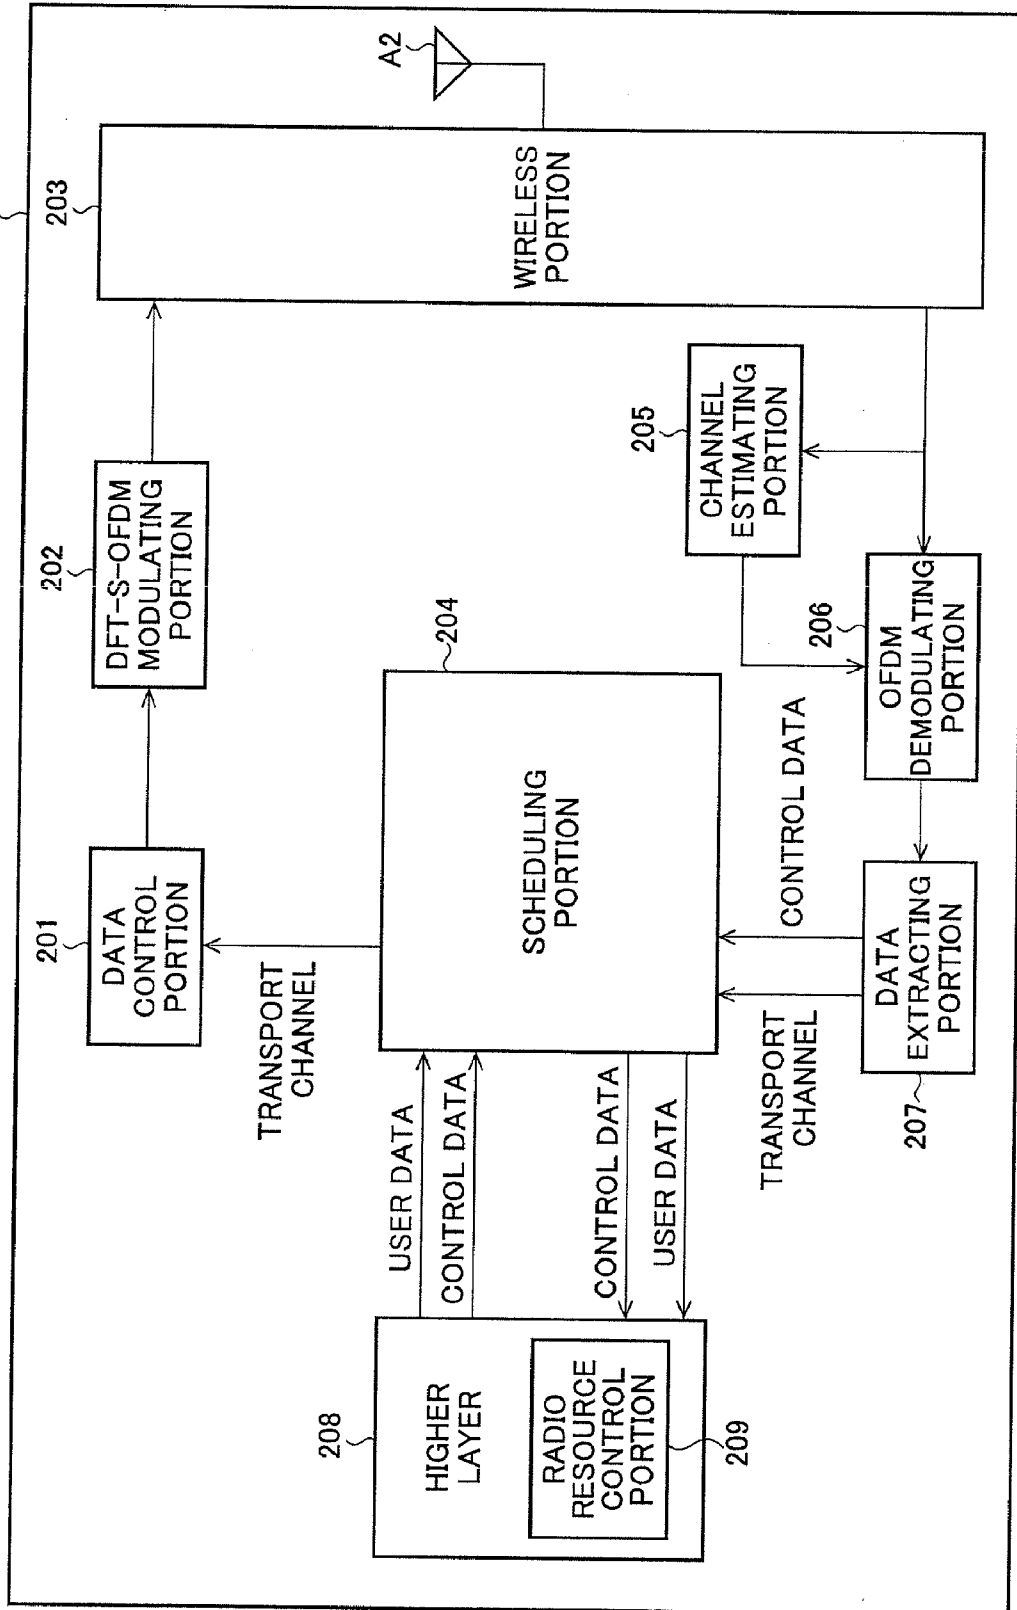 201
DATA
CONTROL
PORTION
202
DFT-S-OFDM
MODULATING
PORTION
203
WIRELESS
PORTION
A2
TRANSPORT
CHANNEL
208
HIGHER
LAYER
RADIO
RESOURCE
CONTROL
PORTION
209
USER DATA
CONTROL DATA
CONTROL DATA
USER DATA
204
SCHEDULING
PORTION
205
CHANNEL
ESTIMATING
PORTION
206
OFDM
DEMODULATING
PORTION
TRANSPORT
CHANNEL
CONTROL DATA
207
DATA
EXTRACTING
PORTION